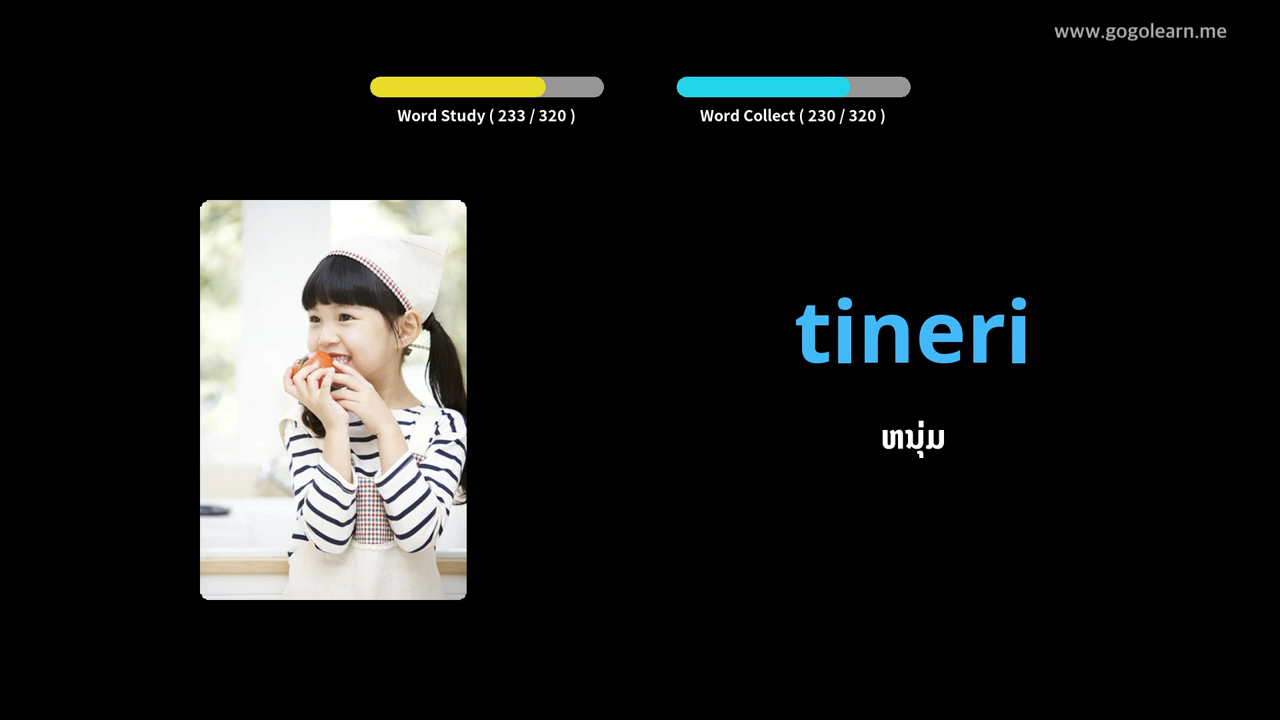 www.gogolearn.me
Word Study ( 233 / 320 )
Word Collect ( 230 / 320 )
tineri
ຫນຸ່ມ